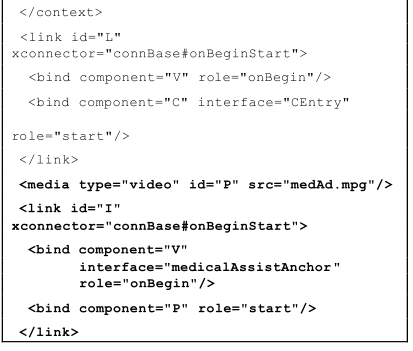 </context>
<link id="L"
xconnector="connBase#onBeginStart">
<bind component="V" role="onBegin"/>
<bind component="C" interface="CEntry"
role="start"/>
</link>
<media type="video" id="P" src="medAd.mpg"/>
<link id="I"
xconnector="connBase#onBeginStart">
<bind component="V"
interface="medicalAssistAnchor"
role="onBegin"/>
<bind component="P" role="start"/>
</link>